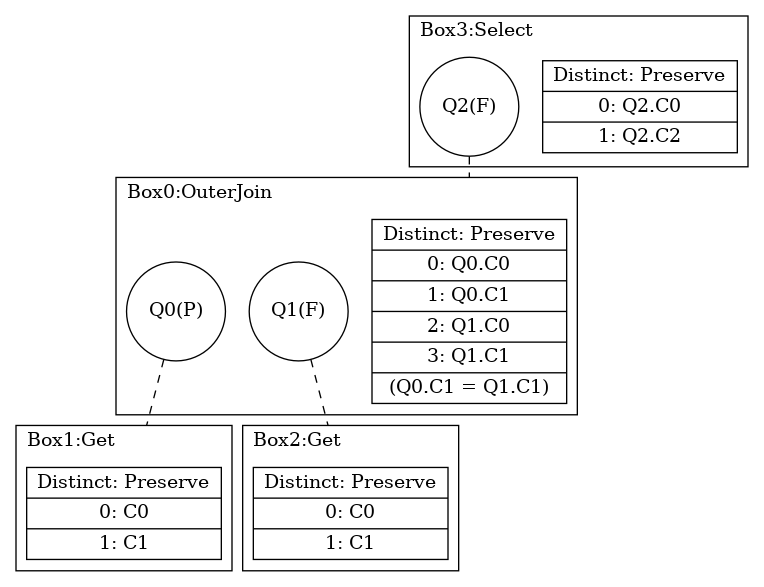 Box3:Select
Q2(F)
Distinct: Preserve
0: Q2.C0
1: Q2.C2
Box0:OuterJoin
Q0(P)
Q1(F)
Distinct: Preserve
0: Q0.C0
1: Q0.C1
2: Q1.C0
3: Q1.C1
(Q0.C1 = Q1.C1)
Box1:Get
Distinct: Preserve
0: C0
1: C1
Box2:Get
Distinct: Preserve
0: C0
1: C1